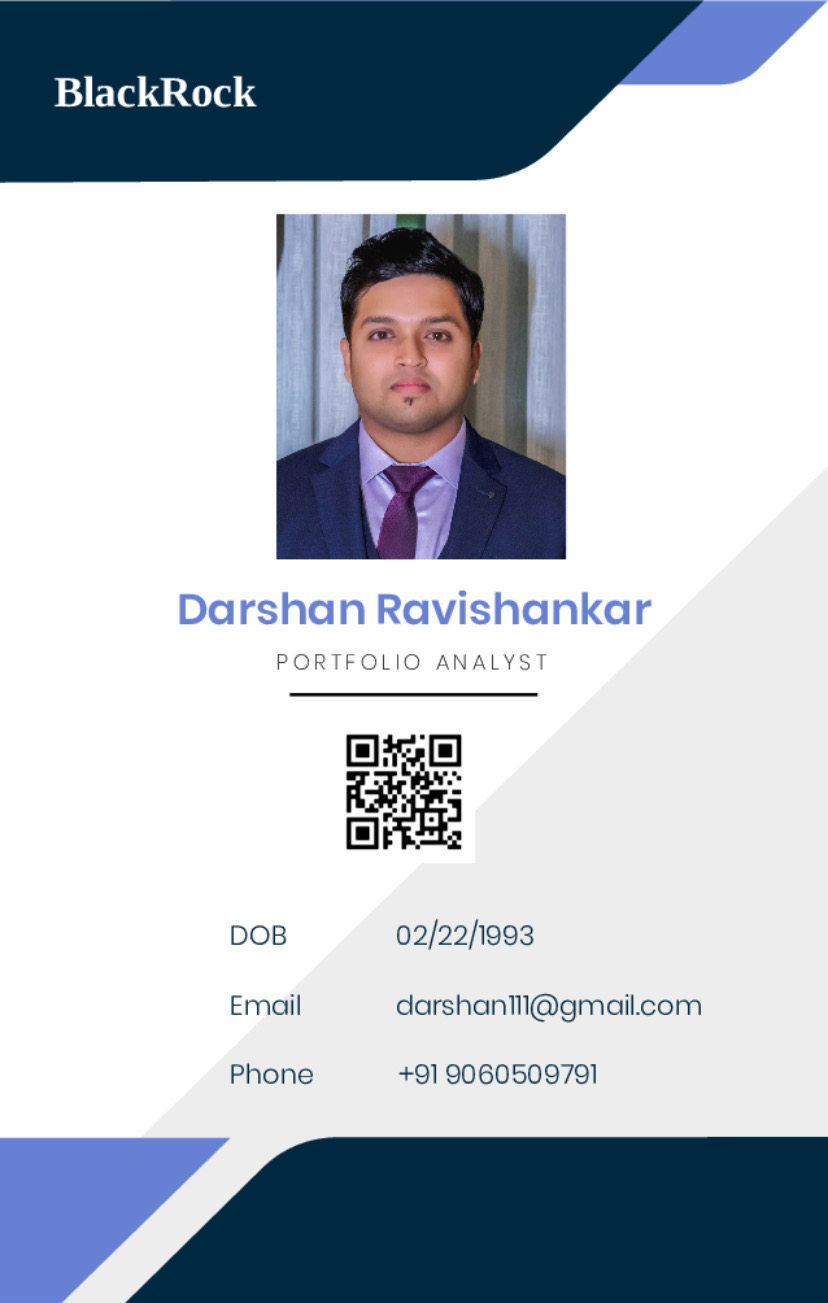 BlackRock
Darshan Ravishankar
PORTFOLIO ANALYST
DOB 02/22/1993
Email darshan111@gmail.com
Phone +91 9060509791